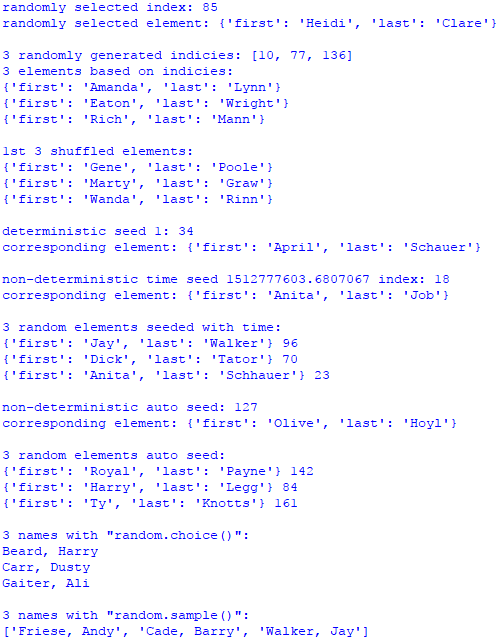 randomly selected index: 85
randomly selected element: {'first': 'Heidi', 'last': 'Clare'}
3 randomly generated indicies: [10, 77, 136]
3 elements based on indicies:
{'first': 'Amanda', 'last': 'Lynn'}
{'first': 'Eaton', 'last': 'Wright'}
{'first': 'Rich', 'last': 'Mann'}
1st 3 shuffled elements:
{'first': 'Gene', 'last': 'Poole'}
{'first': 'Marty', 'last': 'Graw'}
{'first': 'Wanda', 'last': 'Rinn'}
deterministic seed 1: 34
corresponding element: {'first': 'April', 'last': 'Schauer'}
non-deterministic time seed 1512777603.6807067 index: 18
corresponding element: {'first': 'Anita', 'last': 'Job'}
3 random elements seeded with time:
{'first': 'Jay', 'last': 'Walker'} 96
{'first': 'Dick', 'last': 'Tator'} 70
{'first': 'Anita', 'last': 'Schhauer'} 23
non-deterministic auto seed: 127
corresponding element: {'first': 'Olive', 'last': 'Hoyl'}
3 random elements auto seed:
{'first': 'Royal', 'last': 'Payne'} 142
{'first': 'Harry', 'last': 'Legg'} 84
{'first': 'Ty', 'last': 'Knotts'} 161
3 names with "random.choice()":
Beard, Harry
Carr, Dusty
Gaiter, Ali
3 names with "random.sample()":
['Friese, Andy', 'Cade, Barry', 'Walker, Jay']